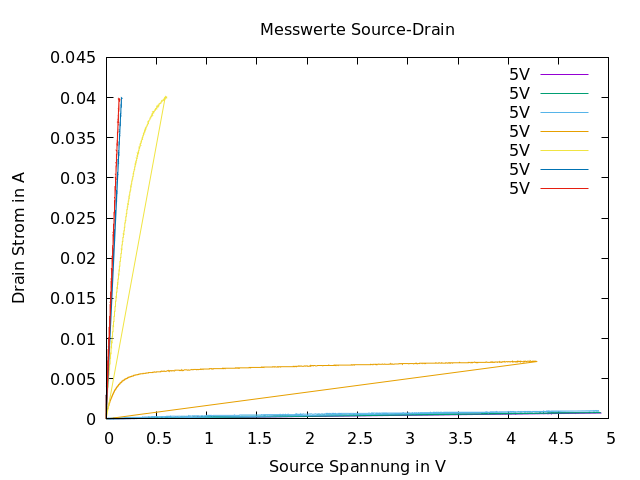 Messwerte Source-Drain
0.045
0.04
0.035
0.03
0.025
0.02
0.015
0.01
0.005
0
Drain Strom in A
5V
5V
5V
5V
5V
5V
5V
0 0.5 1 1.5 2 2.5 3 3.5 4 4.5 5
Source Spannung in V